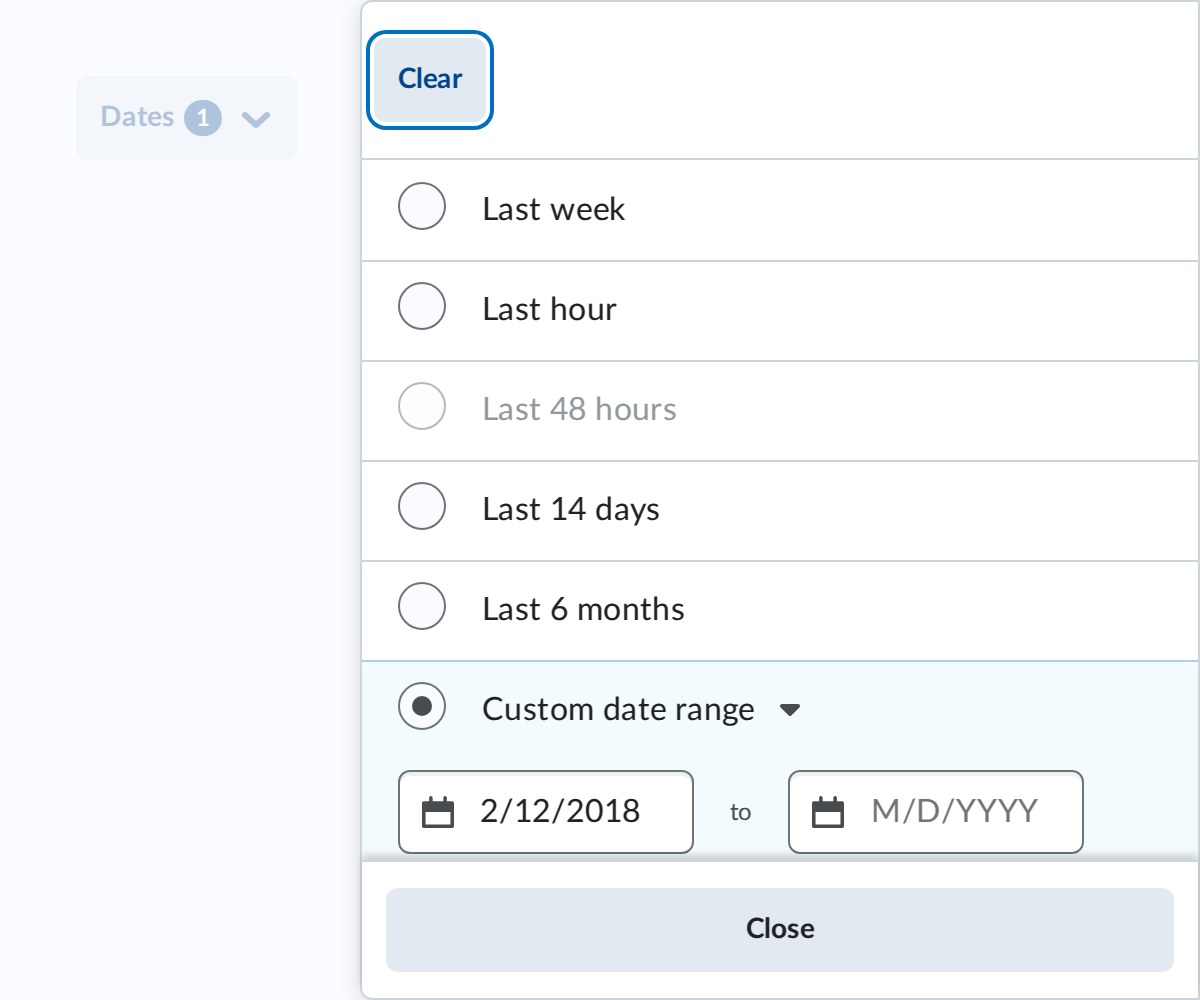 Clear
Dates 1
Last week
Last hour
Last 48 hours
Last 14 days
Last 6 months
Custom date range
2/12/2018 to M/D/YYYY
Close